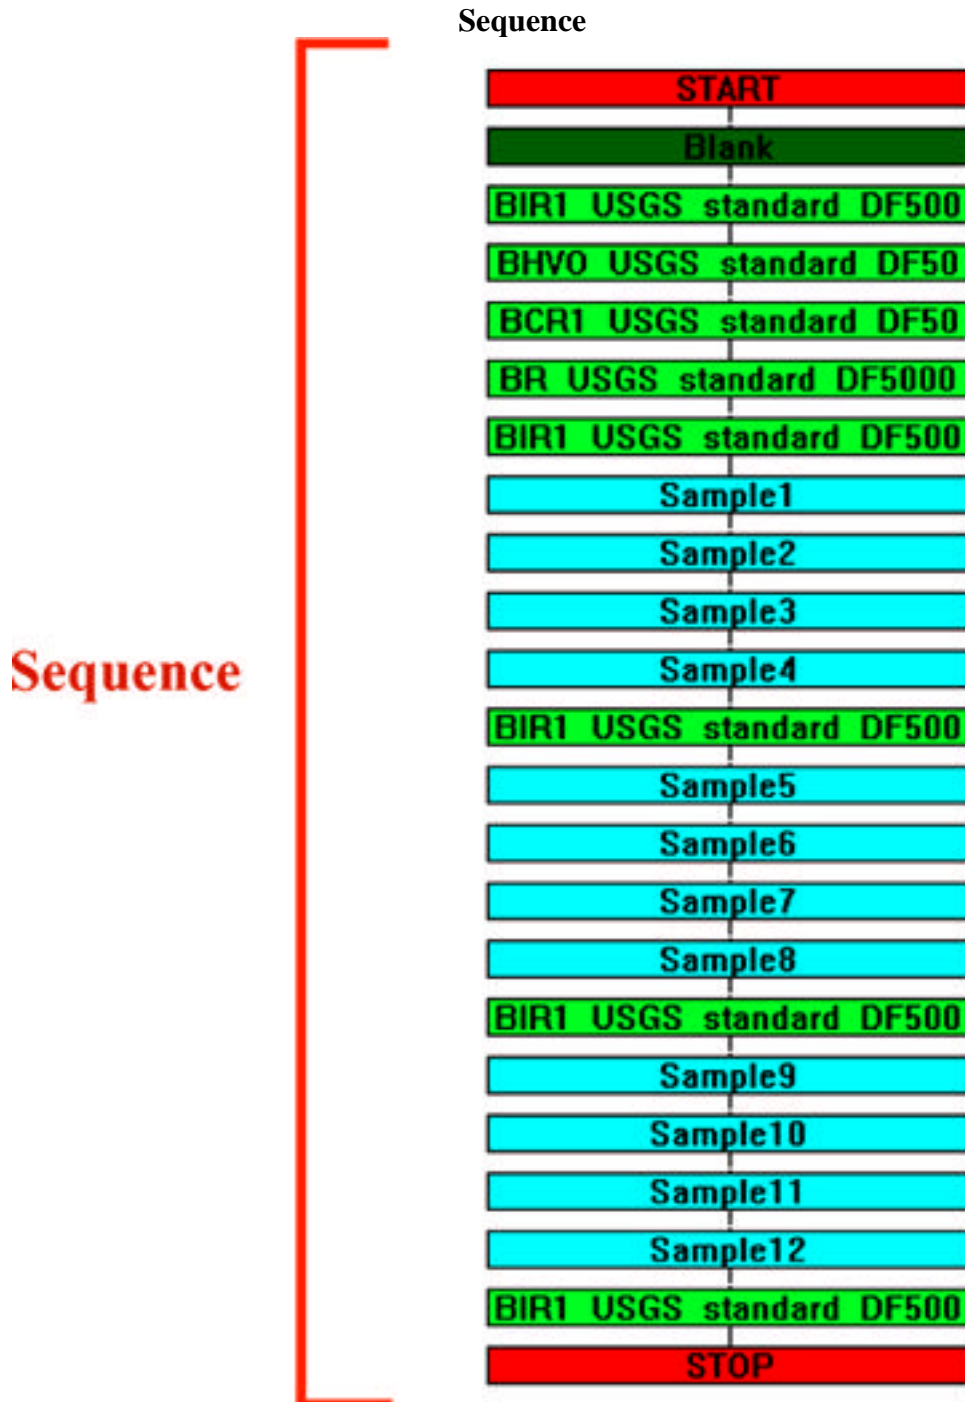 Sequence
START
Blank
BIR1 USGS standard DF500
BHVO USGS standard DF50
BCR1 USGS standard DF50
BR USGS standard DF5000
BIR1 USGS standard DF500
Sample1
Sample2
Sample3
Sample4
Sequence
BIR1 USGS standard DF500
Sample5
Sample6
Sample7
Sample8
BIR1 USGS standard DF500
Sample9
Sample10
Sample11
Sample12
BIR1 USGS standard DF500
STOP